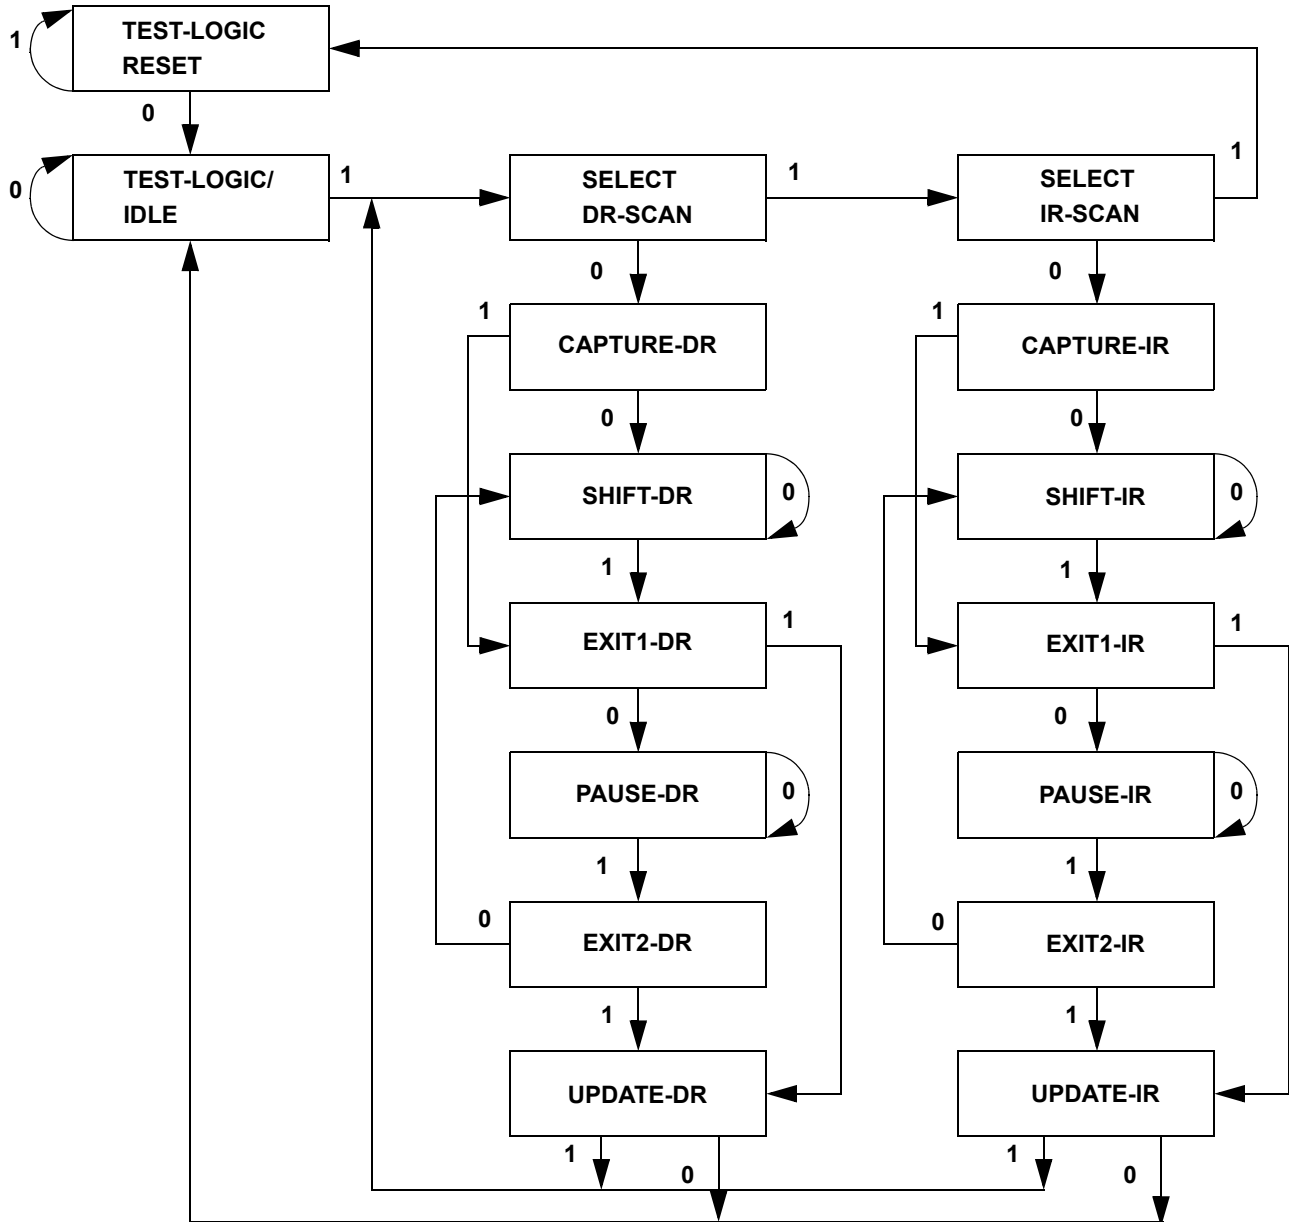 1
TEST-LOGIC
RESET
0
0
TEST-LOGIC/
IDLE
1
SELECT
DR-SCAN
1
SELECT
IR-SCAN
1
0
0
1
CAPTURE-DR
1
CAPTURE-IR
0
0
SHIFT-DR
0
SHIFT-IR
0
1
1
EXIT1-DR
1
EXIT1-IR
1
0
0
PAUSE-DR
0
PAUSE-IR
0
1
1
0
EXIT2-DR
0
EXIT2-IR
1
1
UPDATE-DR
UPDATE-IR
1
0
1
0